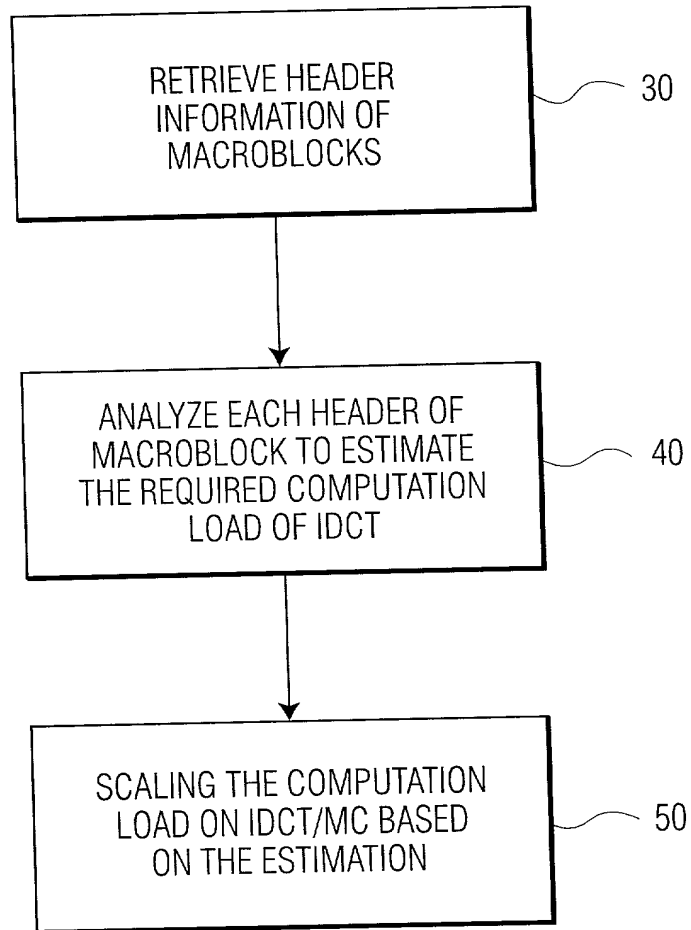 RETRIEVE HEADER
INFORMATION OF
MACROBLOCKS
30
ANALYZE EACH HEADER OF
MACROBLOCK TO ESTIMATE
THE REQUIRED COMPUTATION
LOAD OF IDCT
40
SCALING THE COMPUTATION
LOAD ON IDCT/MC BASED
ON THE ESTIMATION
50